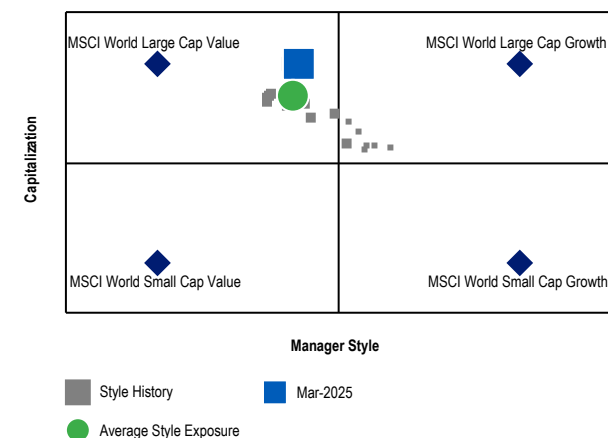 MSCI World Large Cap Value
MSCI World Large Cap Growth
Capitalization
MSCI World Small Cap Value
MSCI World Small Cap Growth
Manager Style
Style History
Mar-2025
Average Style Exposure